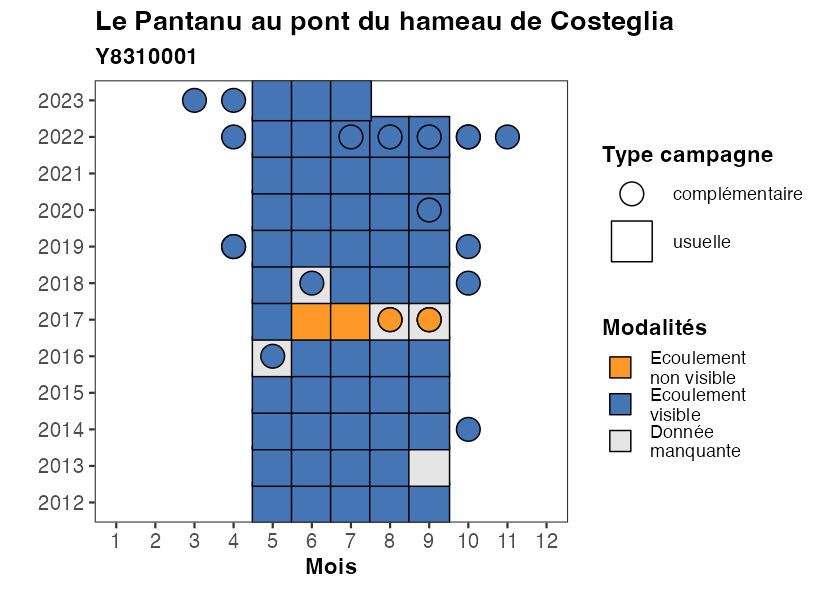 Le Pantanu au pont du hameau de Costeglia
Y8310001
2023
2022
2021
2020
2019
2018
2017
2016
2015
2014
2013
2012
1 2 3 4 5 6 7 8 9 10 11 12
Mois
Type campagne
complémentaire
usuelle
Modalités
Ecoulement
non visible
Ecoulement
visible
Donnée
manquante